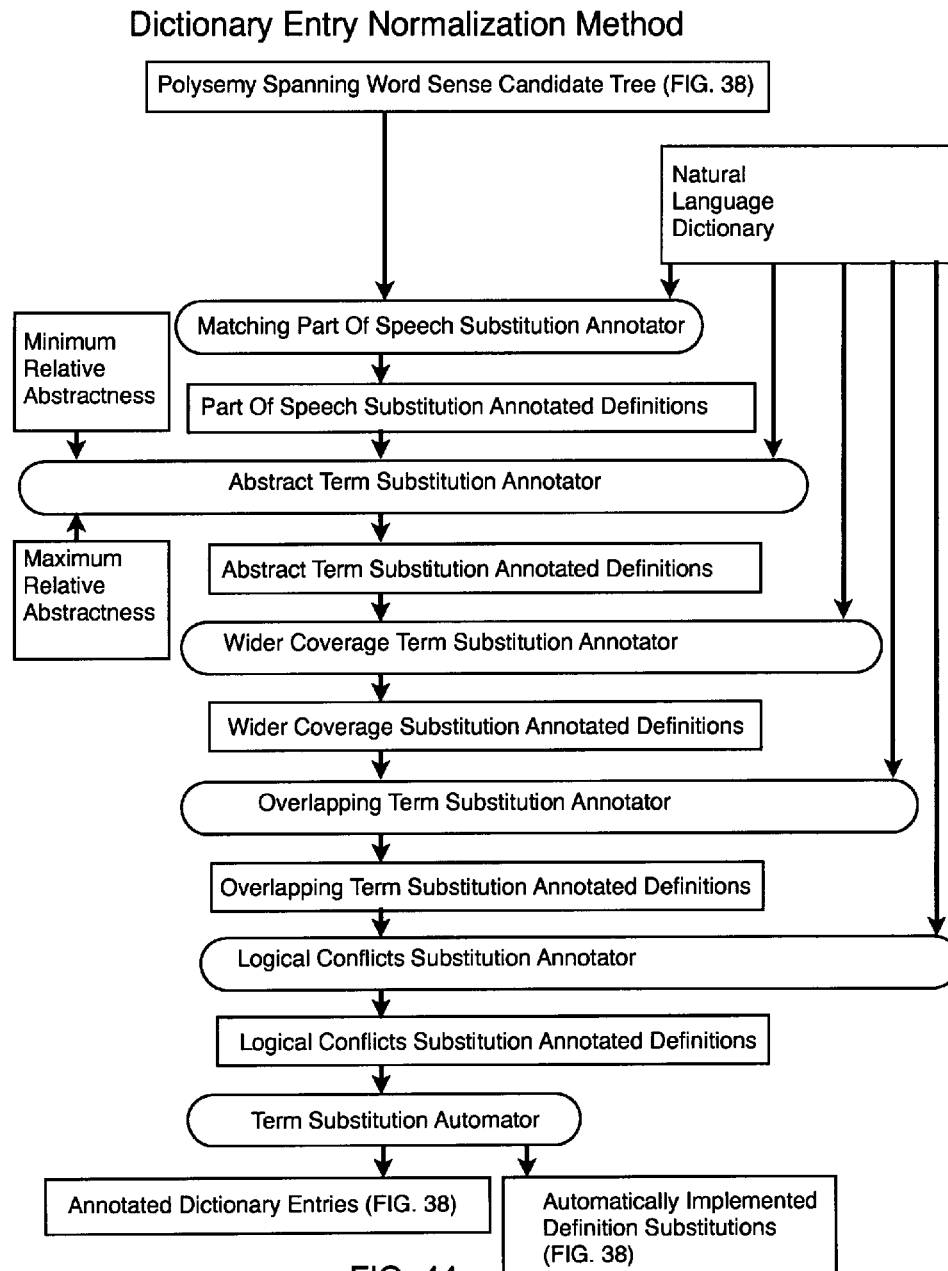 Dictionary Entry Normalization Method
Polysemy Spanning Word Sense Candidate Tree (FIG. 38)
Natural
Language
Dictionary
Matching Part Of Speech Substitution Annotator
Minimum
Relative
Abstractness
Part Of Speech Substitution Annotated Definitions
Abstract Term Substitution Annotator
Maximum
Relative
Abstractness
Abstract Term Substitution Annotated Definitions
Wider Coverage Term Substitution Annotator
Wider Coverage Substitution Annotated Definitions
Overlapping Term Substitution Annotator
Overlapping Term Substitution Annotated Definitions
Logical Conflicts Substitution Annotator
Logical Conflicts Substitution Annotated Definitions
Term Substitution Automator
Annotated Dictionary Entries (FIG. 38)
Automatically Implemented
Definition Substitutions
(FIG. 38)